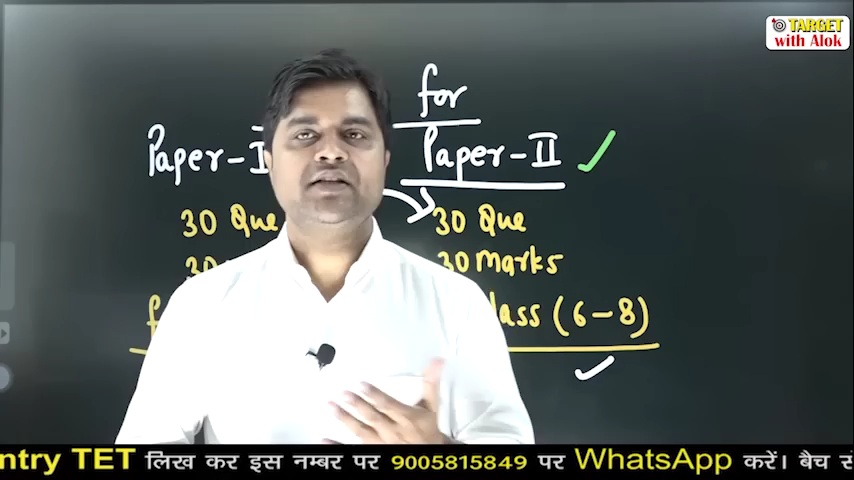 TARGET
with Alok
for
Paper-I Paper-II
30 Que 30 Que
30 30 Marks
(6-8)
ntry TET लिख कर इस नम्बर पर 9005815849 पर WhatsApp करें। बैच